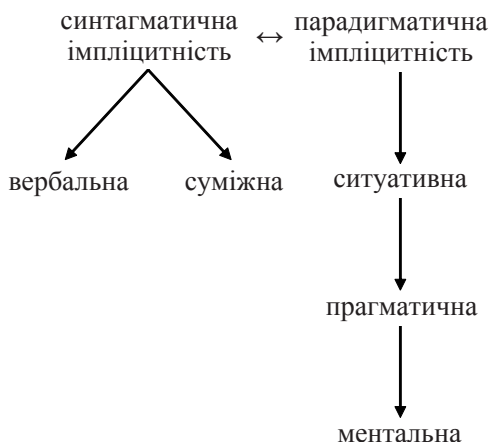 синтагматична ↔ парадигматична
імпліцитність імпліцитність
вербальна суміжна ситуативна
прагматична
ментальна